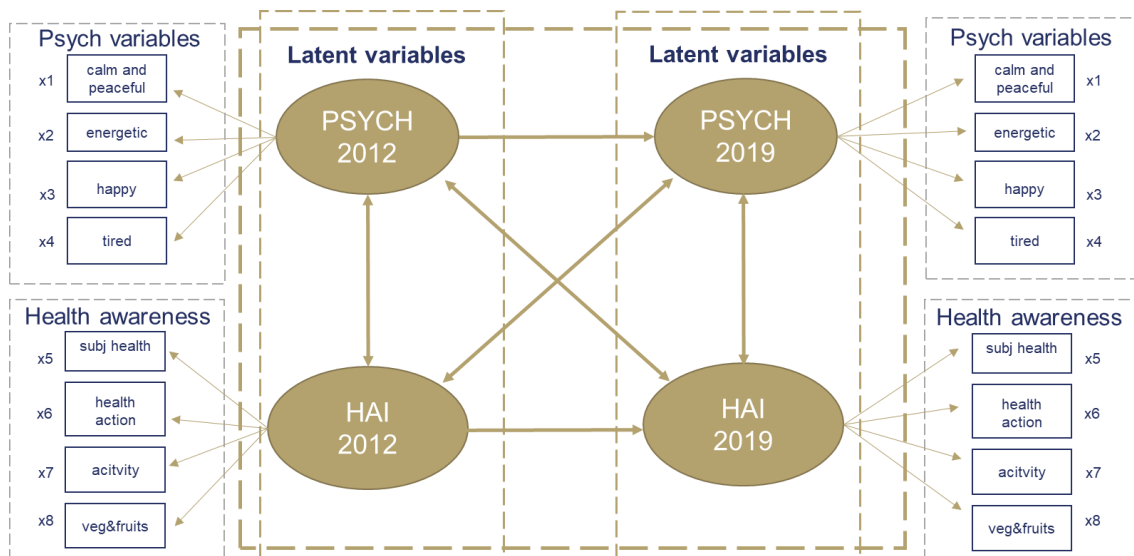 Psych variables
x1
calm and
peaceful
x2
energetic
x3
happy
x4
tired
Health awareness
x5
subj health
x6
health
action
x7
acitvity
x8
veg&fruits
Latent variables
PSYCH
2012
HAI
2012
Latent variables
PSYCH
2019
HAI
2019
Psych variables
calm and
peaceful
x1
energetic
x2
happy
x3
tired
x4
Health awareness
subj health
x5
health
action
x6
acitvity
x7
veg&fruits
x8